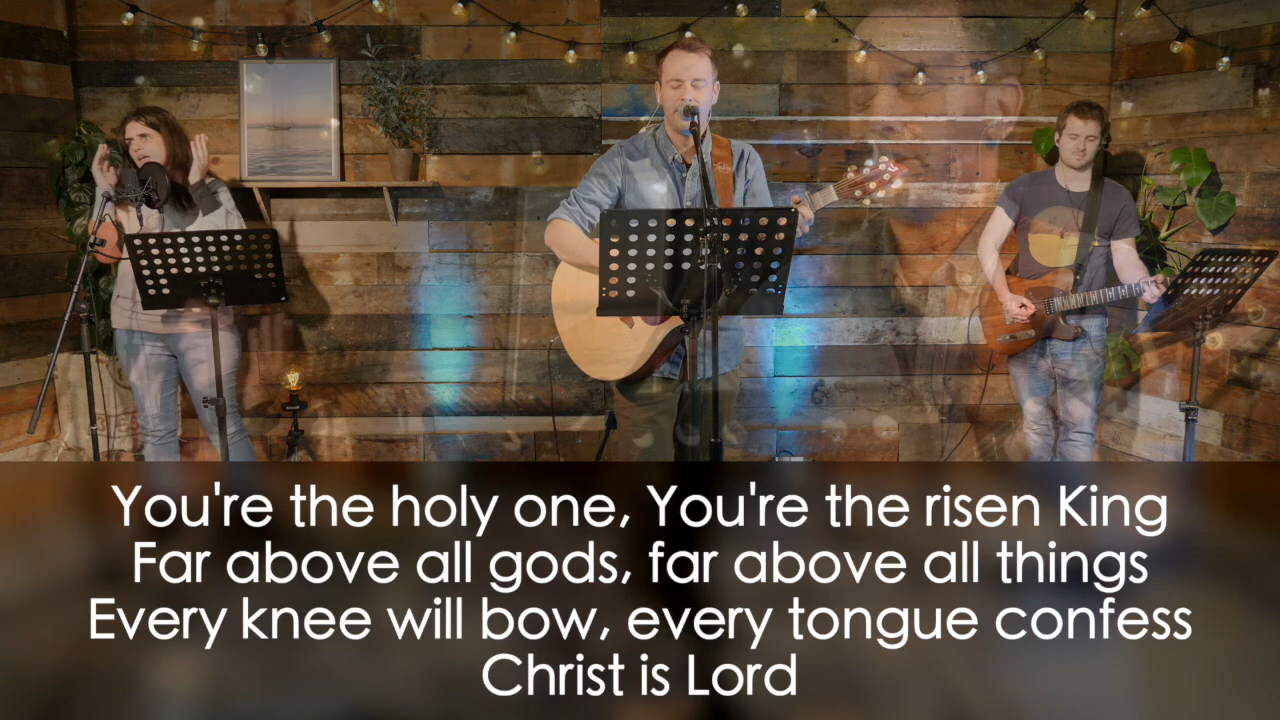 You're the holy one, You're the risen King
Far above all gods, far above all things
Every knee will bow, every tongue confess
Christ is Lord